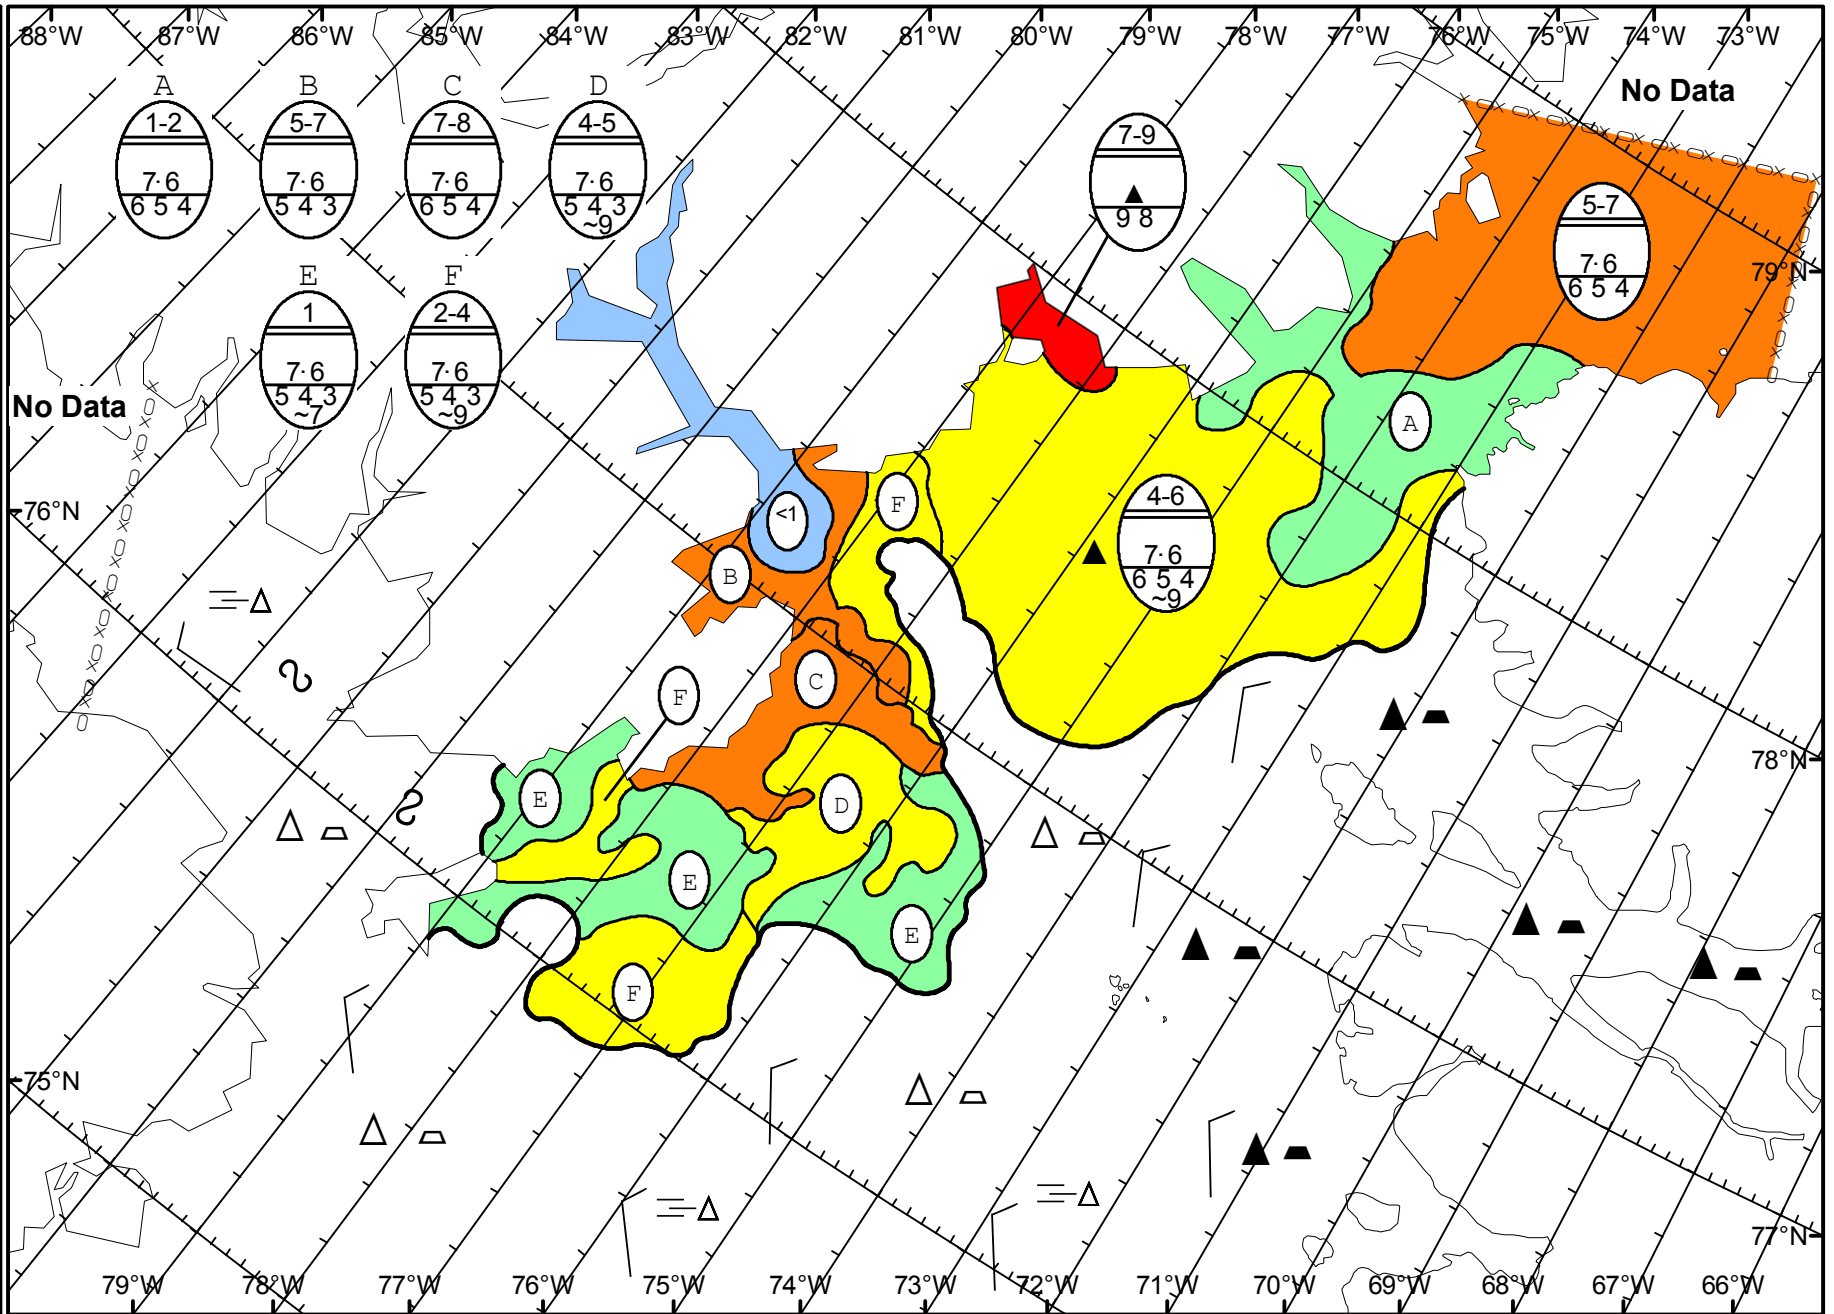 88°W 87°W 86°W 85°W 84°W 83°W 82°W 81°W 80°W 79°W 78°W 77°W 76°W 75°W 74°W 73°W
No Data
A B C D
1-2 5-7 7-8 4-5
7·6 7·6 7·6 7·6
6 5 4 5 4 3 6 5 4 5 4 3
~9
7-9
▲
9 8
5-7
7·6
6 5 4
79°N
E F
1 2-4
7·6 7·6
5 4 3 5 4 3
~7 ~9
No Data
A
76°N
<1
F
4-6
7·6
6 5 4
~9
B
C
F
78°N
E
D
E
E
F
75°N
77°N
79°W 78°W 77°W 76°W 75°W 74°W 73°W 72°W 71°W 70°W 69°W 68°W 67°W 66°W